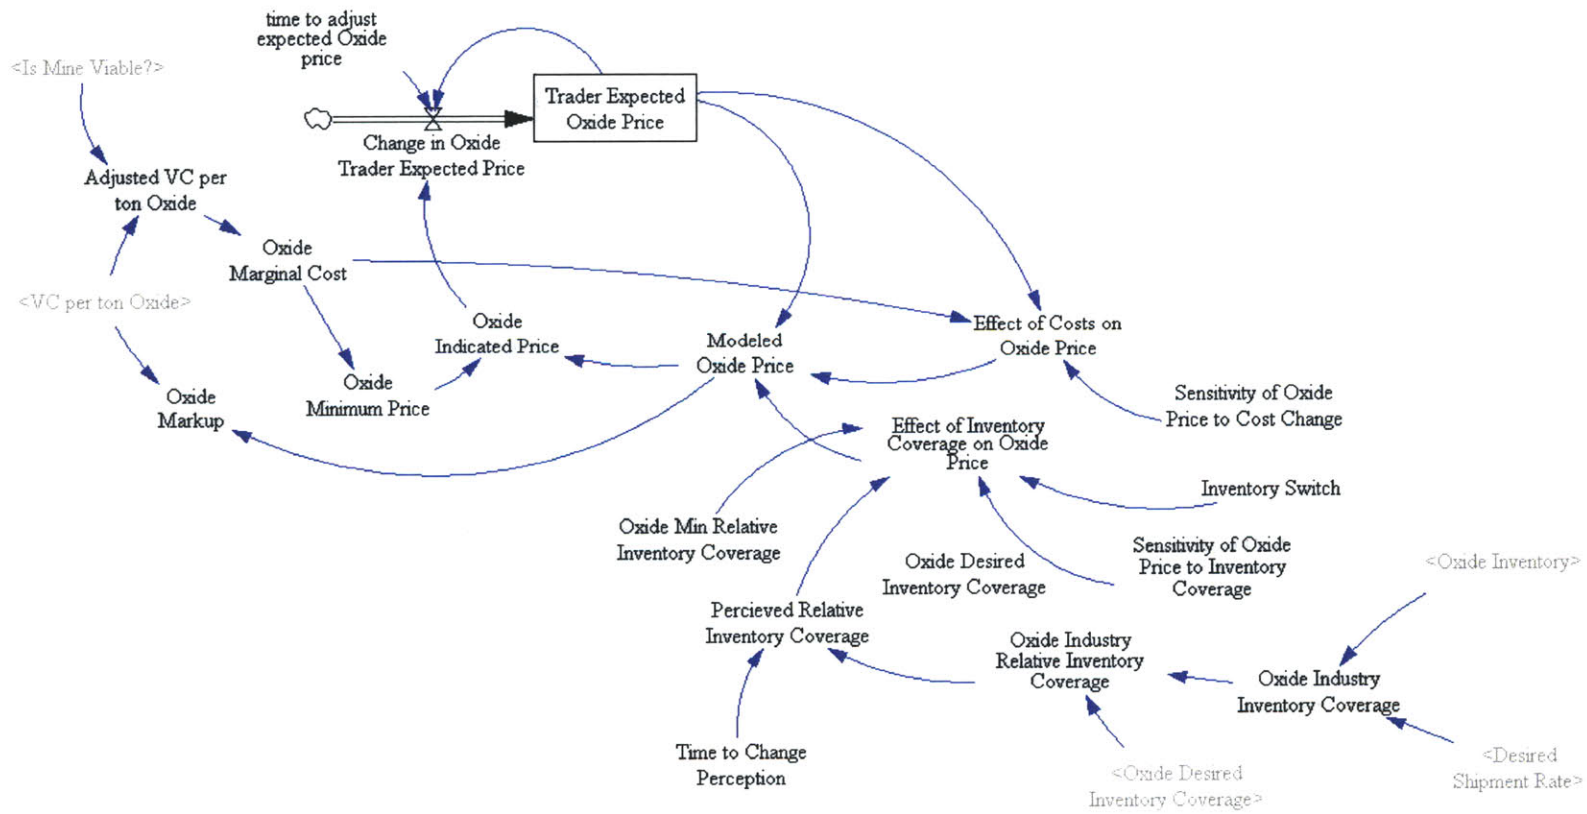 time to adjust
expected Oxide
price
<Is Mine Viable?>
Trader Expected
Oxide Price
Change in Oxide
Trader Expected Price
Adjusted VC per
ton Oxide
Oxide
Marginal Cost
<VC per ton Oxide>
Oxide
Indicated Price
Modeled
Oxide Price
Effect of Costs on
Oxide Price
Oxide
Minimum Price
Oxide
Markup
Sensitivity of Oxide
Price to Cost Change
Effect of Inventory
Coverage on Oxide
Price
Inventory Switch
Oxide Min Relative
Inventory Coverage
Oxide Desired
Inventory Coverage
Sensitivity of Oxide
Price to Inventory
Coverage
<Oxide Inventory>
Percieved Relative
Inventory Coverage
Oxide Industry
Relative Inventory
Coverage
Oxide Industry
Inventory Coverage
Time to Change
Perception
<Oxide Desired
Inventory Coverage>
<Desired
Shipment Rate>